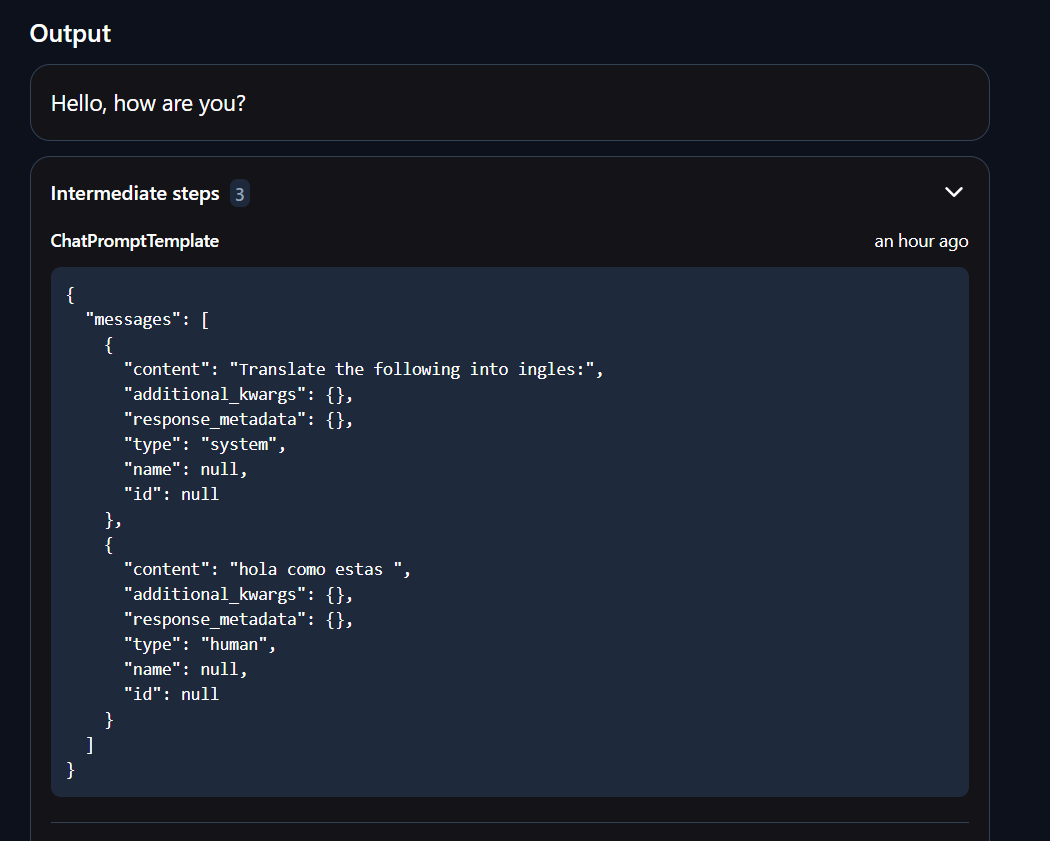 Output
Hello, how are you?
Intermediate steps 3
ChatPromptTemplate an hour ago
{
  "messages": [
    {
      "content": "Translate the following into ingles:",
      "additional_kwargs": {},
      "response_metadata": {},
      "type": "system",
      "name": null,
      "id": null
    },
    {
      "content": "hola como estas ",
      "additional_kwargs": {},
      "response_metadata": {},
      "type": "human",
      "name": null,
      "id": null
    }
  ]
}